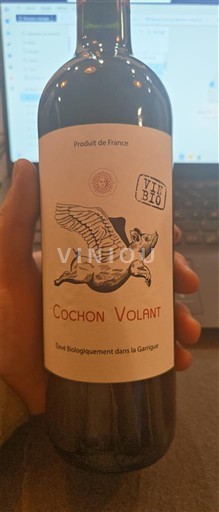 Produit de France
VIN
BIO
VINIOU
COCHON VOLANT
Élevé Biologiquement dans la Garrigue